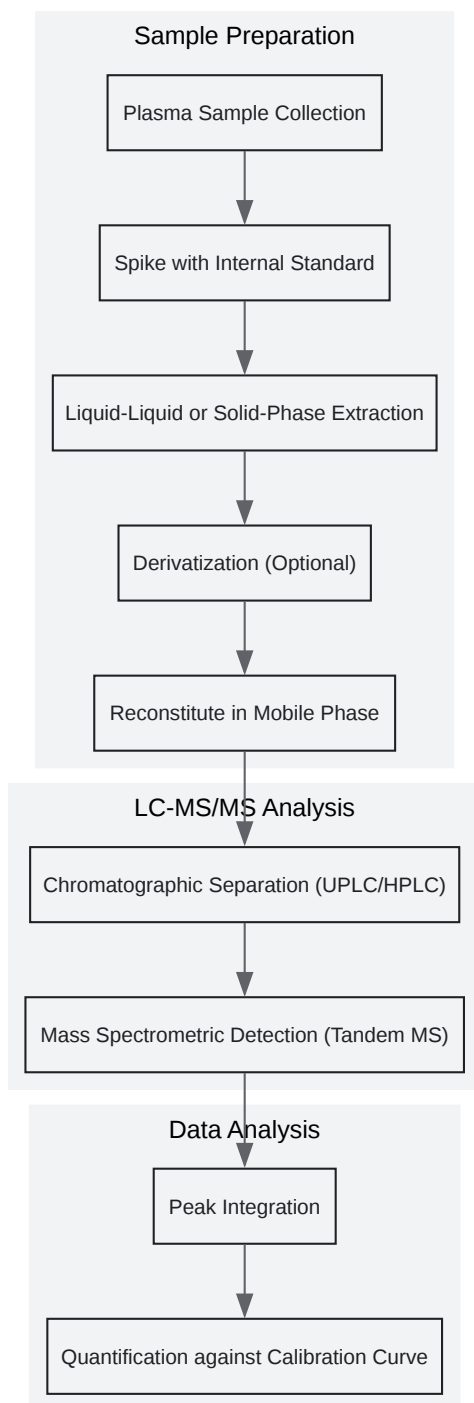 Sample Preparation
Plasma Sample Collection
Spike with Internal Standard
Liquid-Liquid or Solid-Phase Extraction
Derivatization (Optional)
Reconstitute in Mobile Phase
LC-MS/MS Analysis
Chromatographic Separation (UPLC/HPLC)
Mass Spectrometric Detection (Tandem MS)
Data Analysis
Peak Integration
Quantification against Calibration Curve